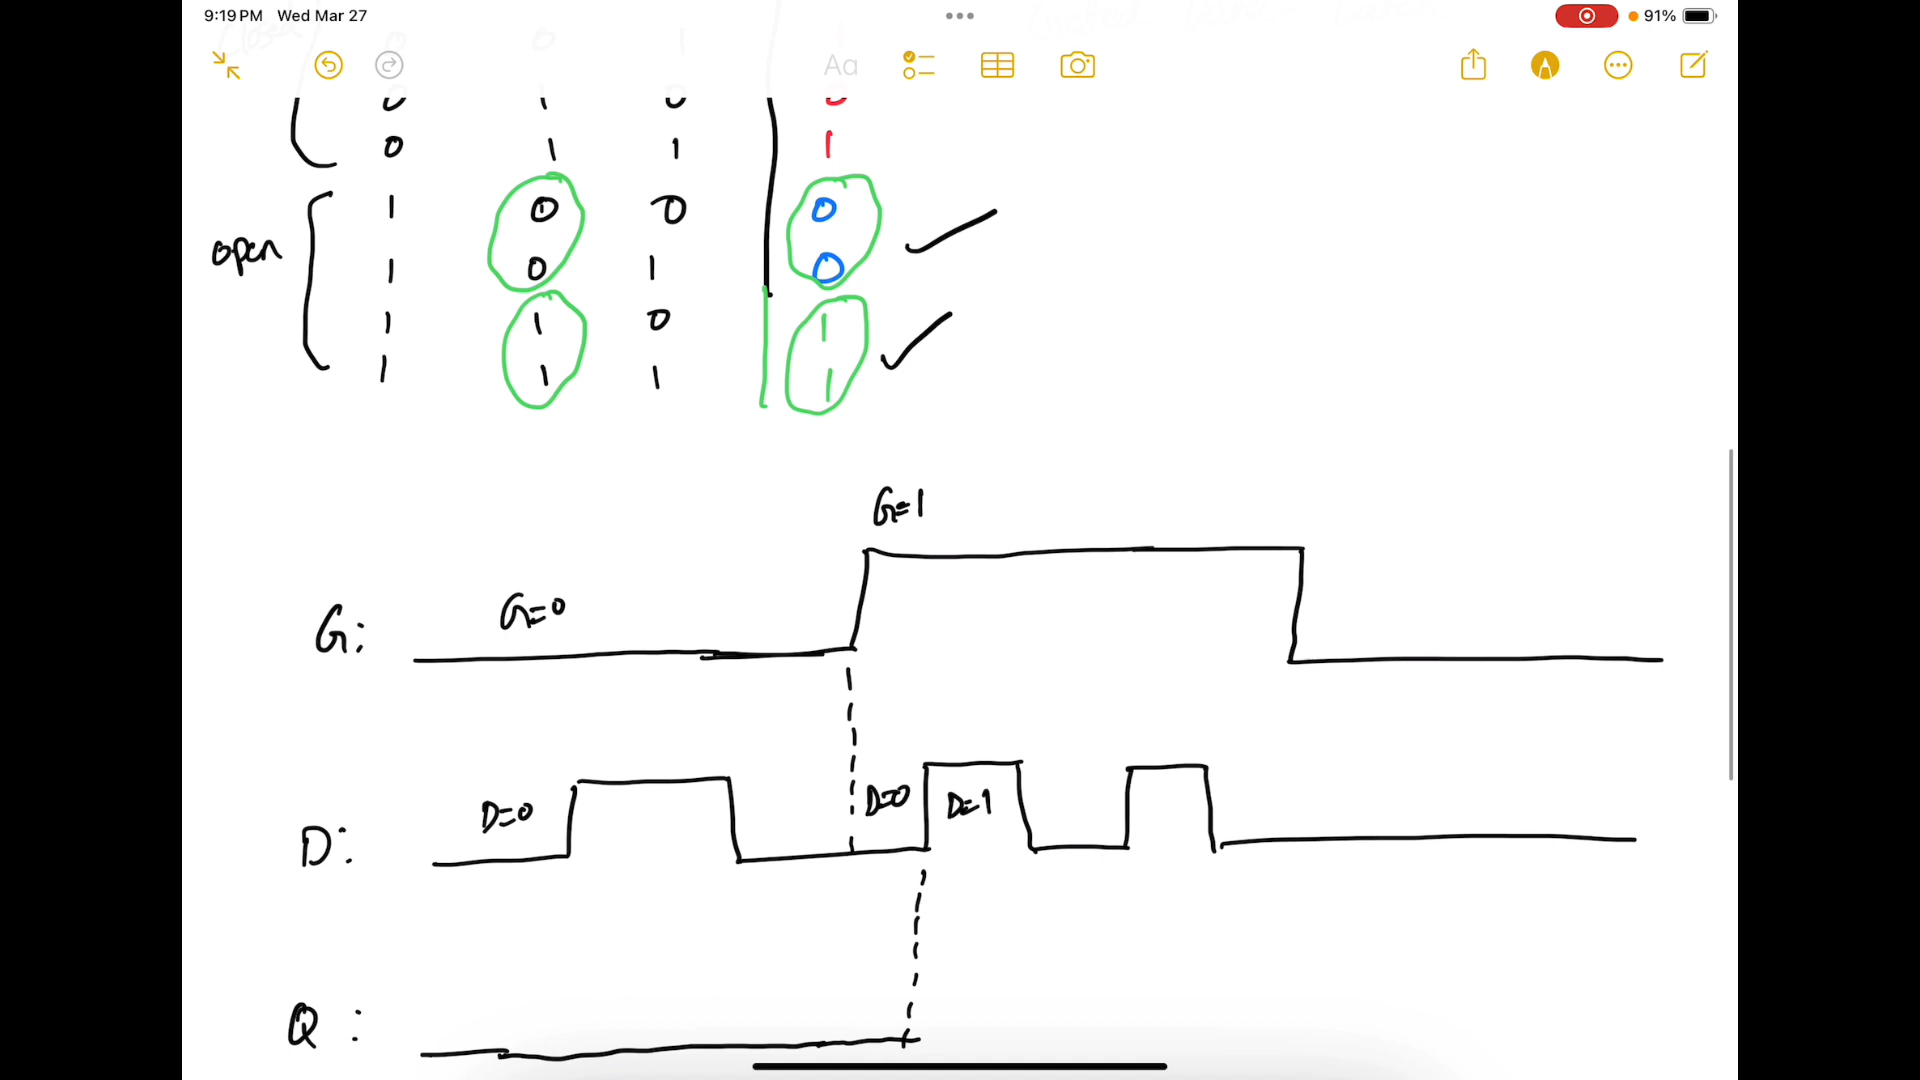 9:19 PM Wed Mar 27
91%
Aa
0 1 0 0
0 1 1 1
1 0 0 0
open
1 0 1 0
1 1 0 1
1 1 1 1
G=1
G=0
G:
D=0 D=0 D=1
D:
Q :